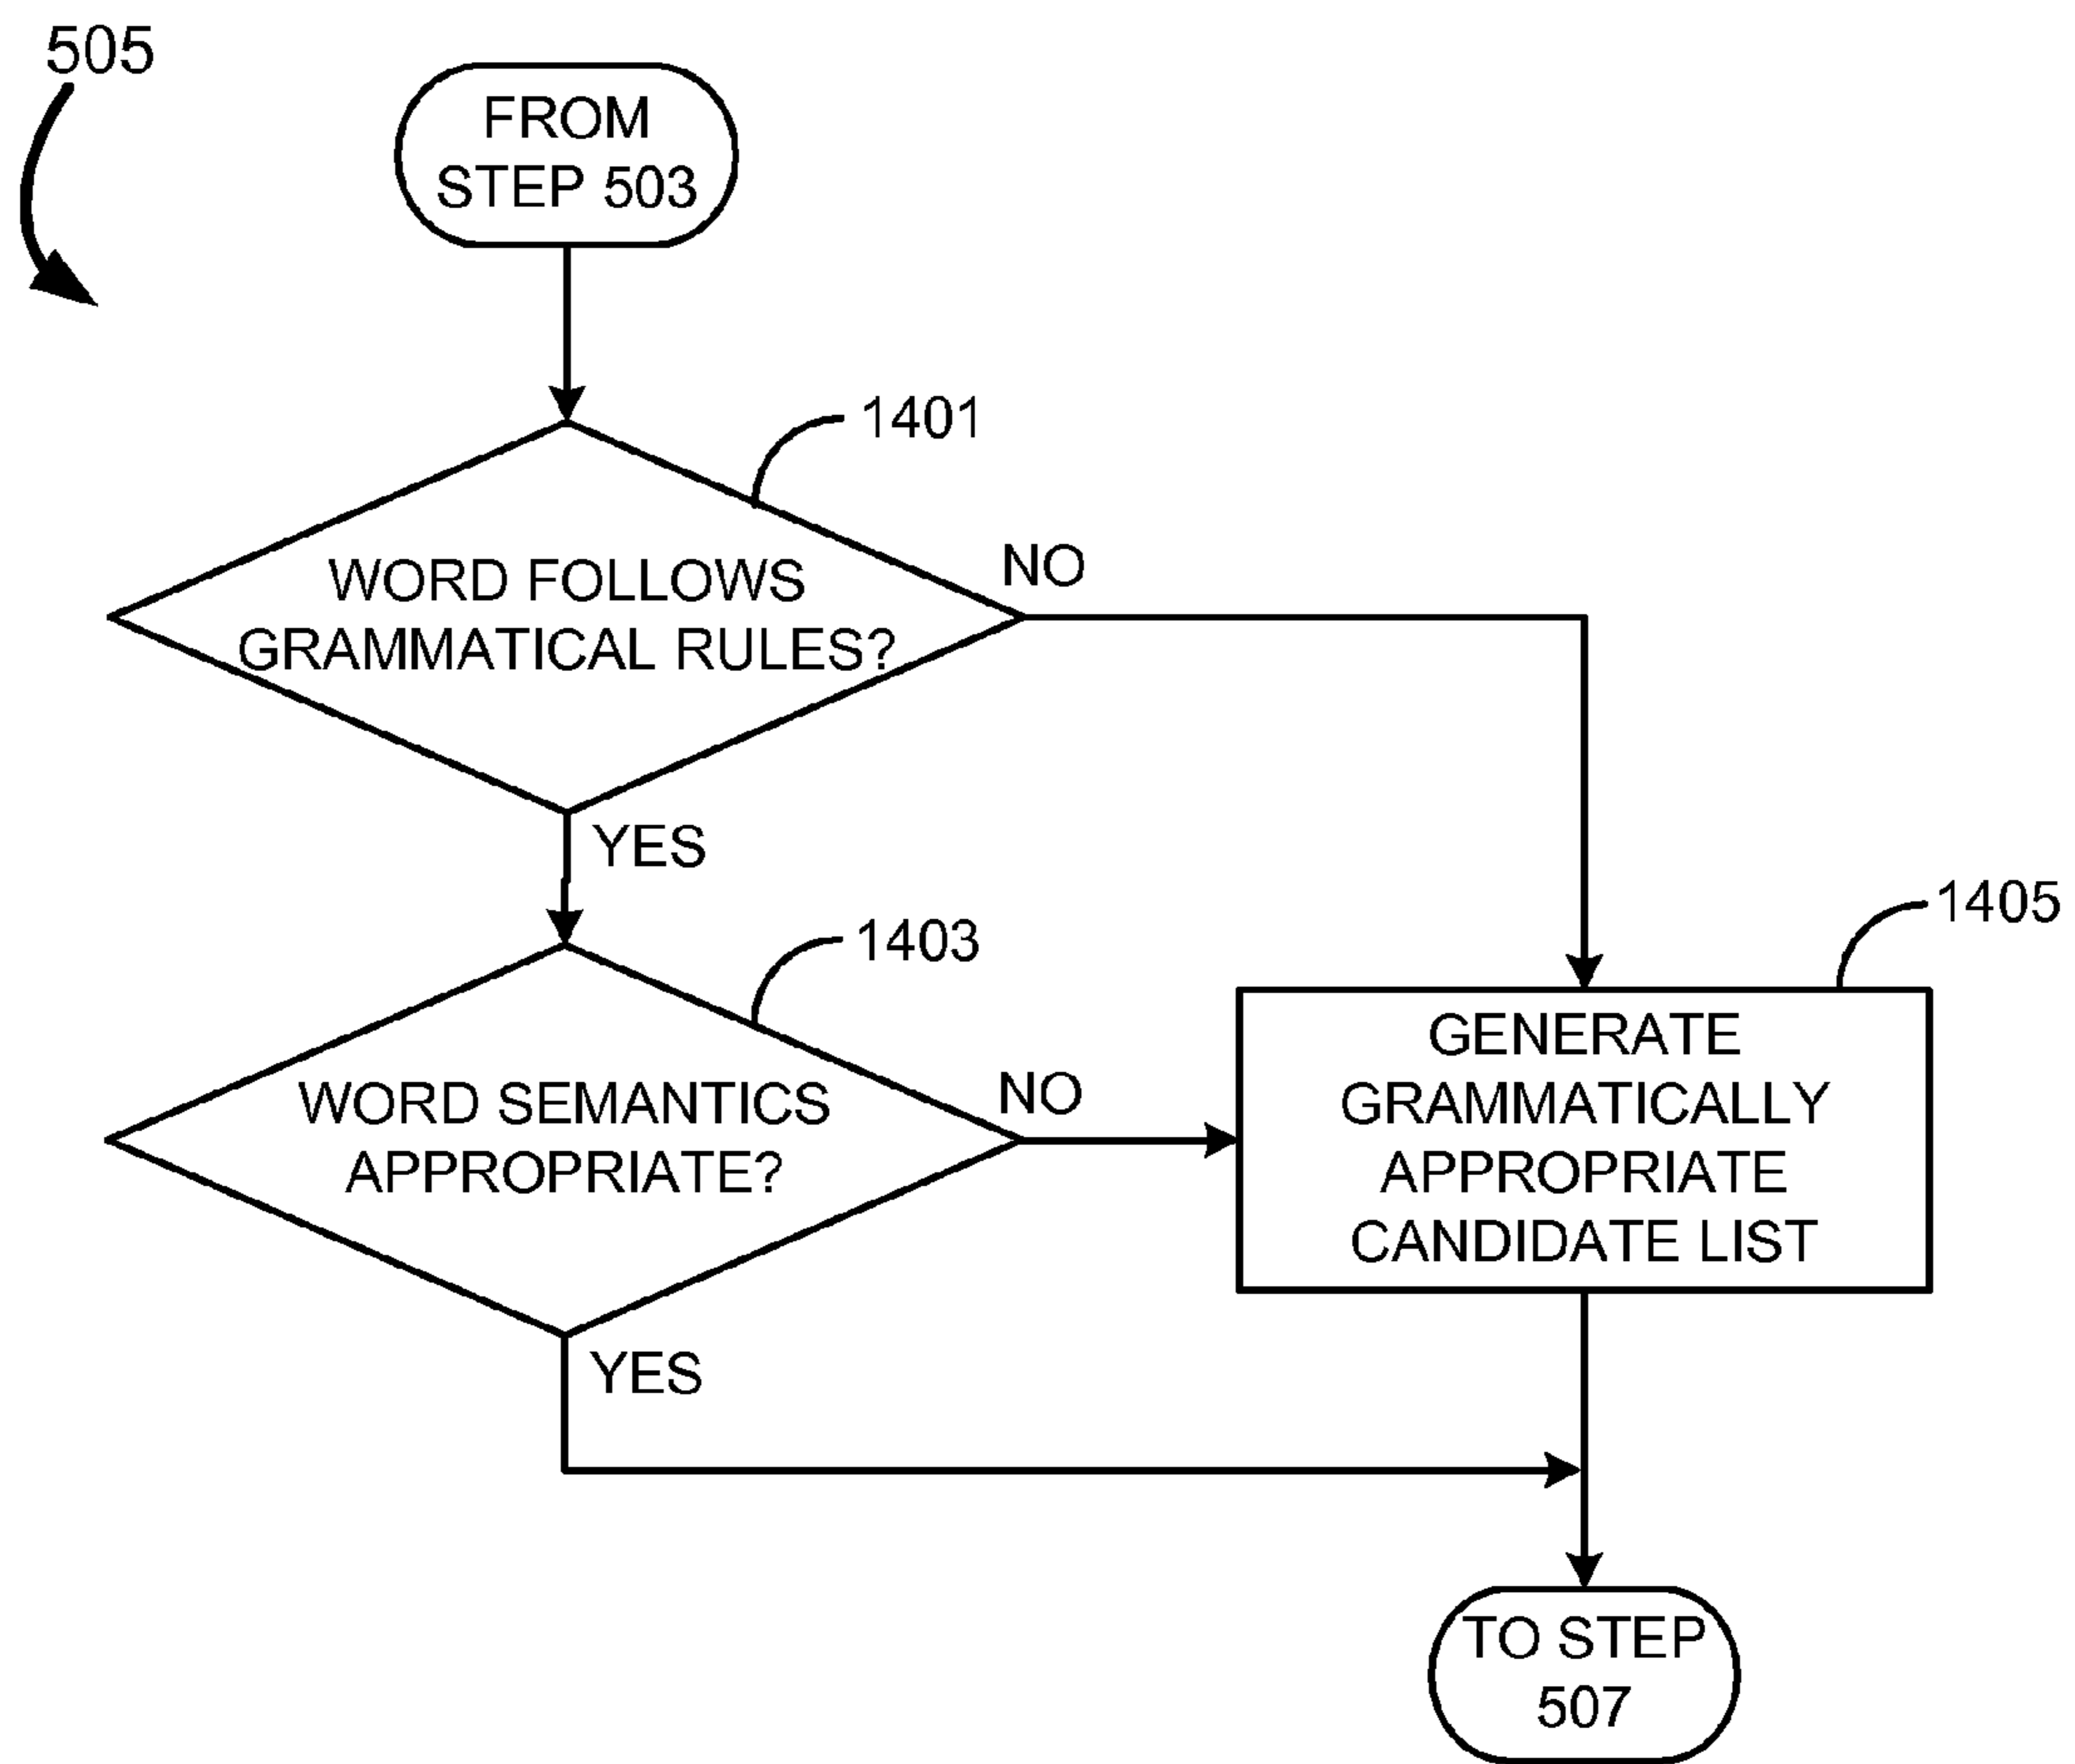 505
FROM
STEP 503
1401
WORD FOLLOWS
GRAMMATICAL RULES?
NO
YES
1403
1405
WORD SEMANTICS
APPROPRIATE?
NO
YES
GENERATE
GRAMMATICALLY
APPROPRIATE
CANDIDATE LIST
TO STEP
507